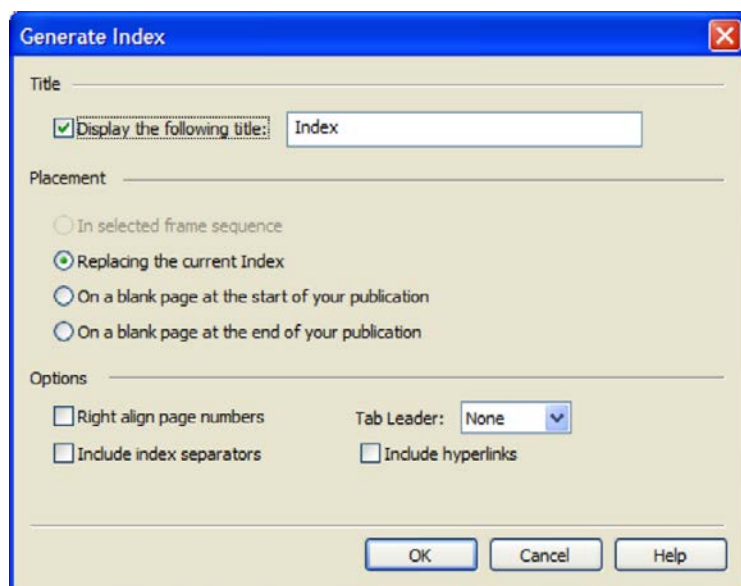 Generate Index
Title
Display the following title: Index
Placement
In selected frame sequence
Replacing the current Index
On a blank page at the start of your publication
On a blank page at the end of your publication
Options
Right align page numbers Tab Leader: None
Include index separators Include hyperlinks
OK Cancel Help